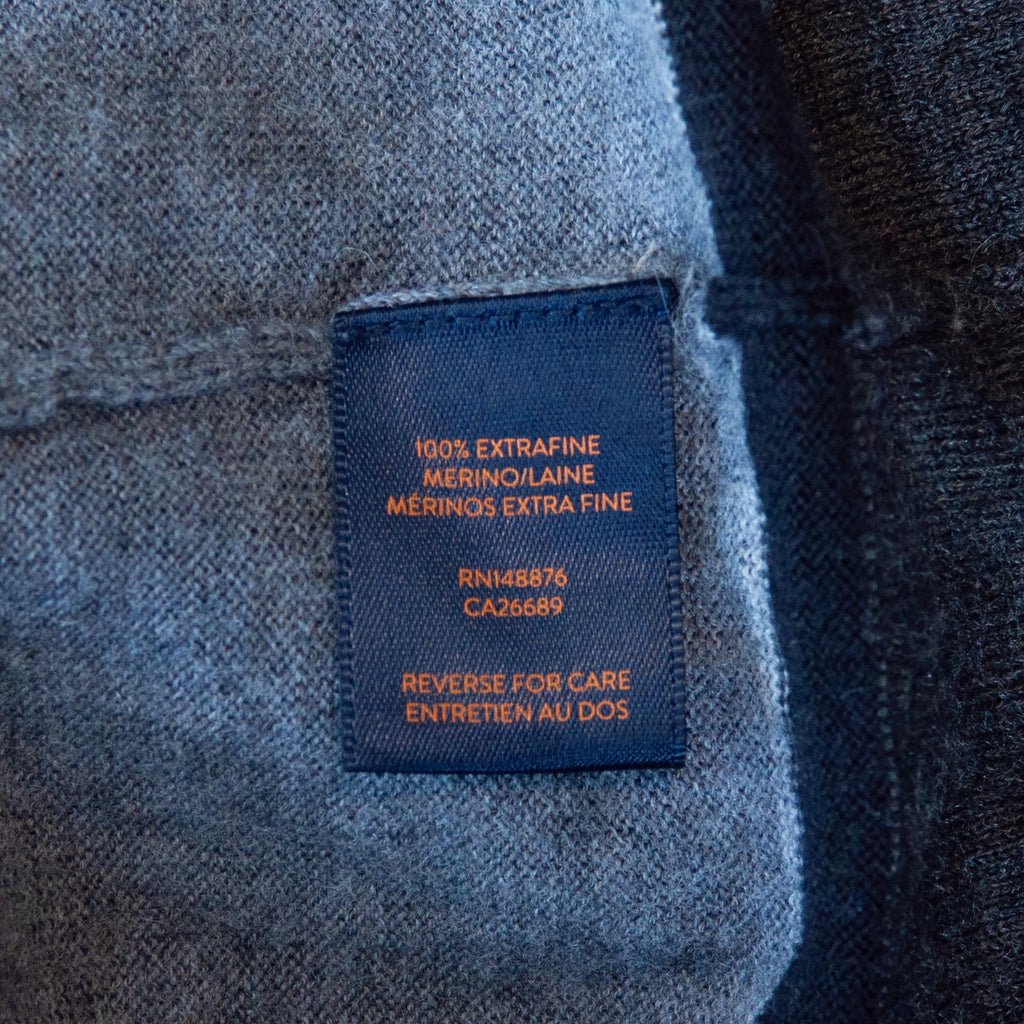 100% EXTRAFINE
MERINO/LAINE
MÉRINOS EXTRA FINE
RN148876
CA26689
REVERSE FOR CARE
ENTRETIEN AU DOS